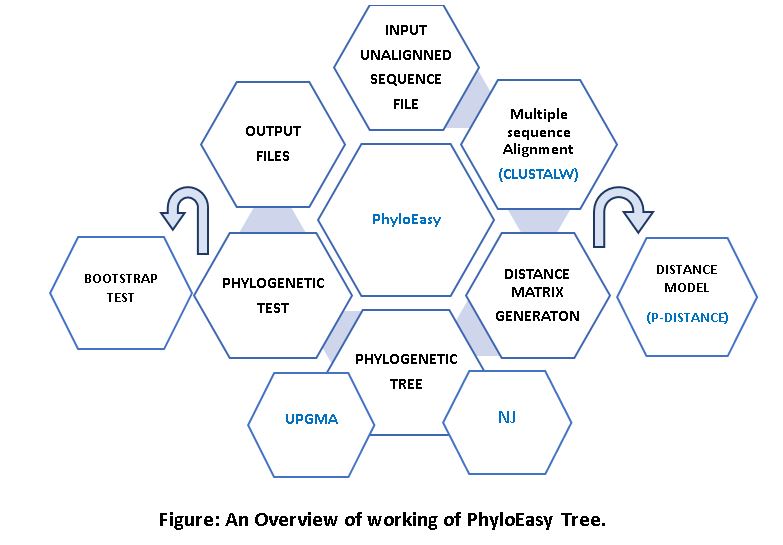 INPUT
UNALIGNNED
SEQUENCE
FILE
Multiple
sequence
Alignment
(CLUSTALW)
OUTPUT
FILES
PhyloEasy
BOOTSTRAP
TEST
PHYLOGENETIC
TEST
DISTANCE
MATRIX
GENERATON
DISTANCE
MODEL
(P-DISTANCE)
PHYLOGENETIC
TREE
UPGMA
NJ
Figure: An Overview of working of PhyloEasy Tree.